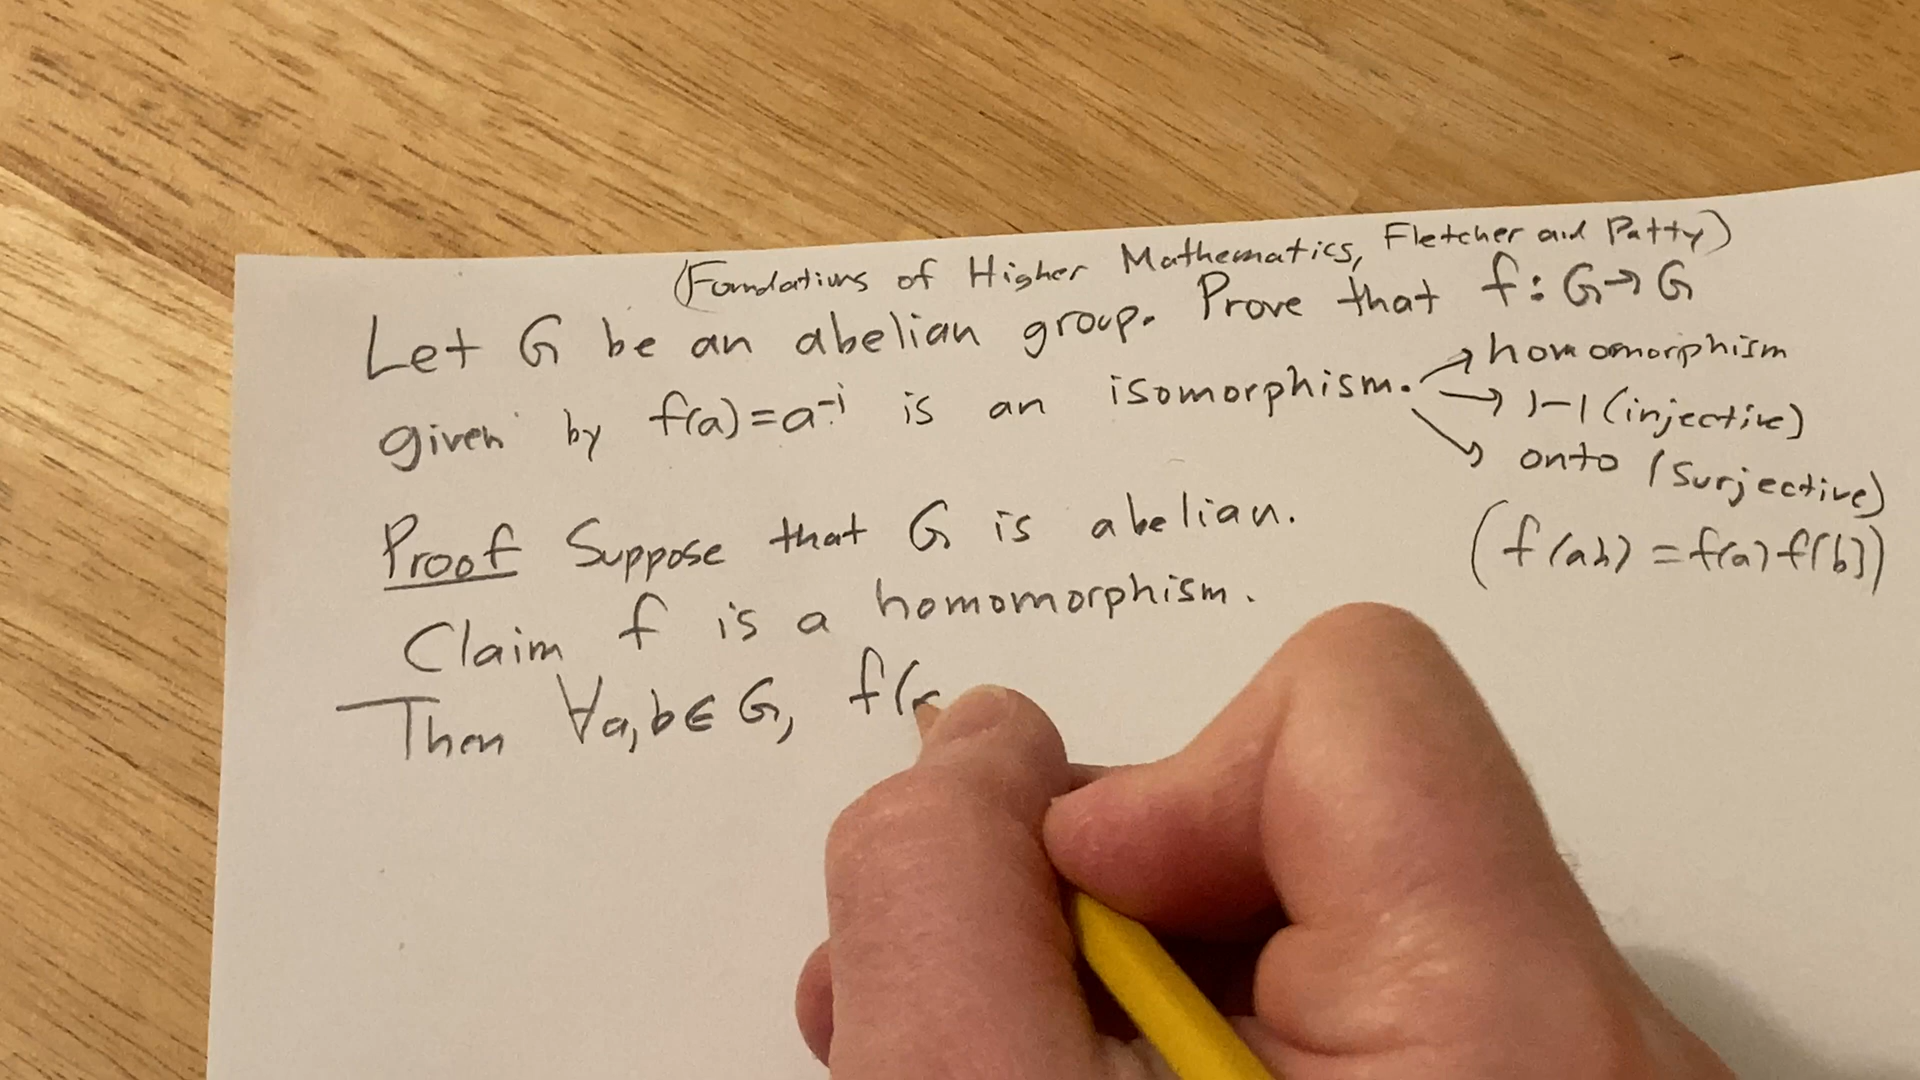 (Foundations of Higher Mathematics, Fletcher and Patty)
Let G be an abelian group. Prove that f: G→G
given by f(a)=a⁻¹ is an isomorphism. → homomorphism
→ 1-1 (injective)
→ onto (surjective)
(f(ab) = f(a)f(b))
Proof Suppose that G is abelian.
Claim f is a homomorphism.
Then ∀a,b∈G, f(a